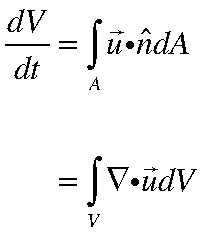 dV/dt = ∫_A u⃗•n̂dA
= ∫_V ∇•u⃗dV